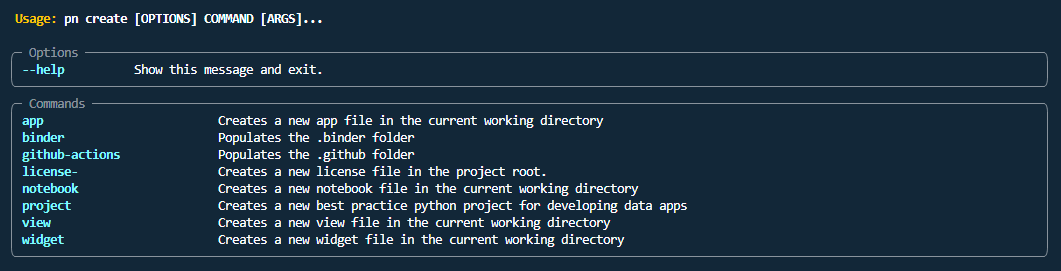 Usage: pn create [OPTIONS] COMMAND [ARGS]...
Options
--help Show this message and exit.
Commands
app Creates a new app file in the current working directory
binder Populates the .binder folder
github-actions Populates the .github folder
license- Creates a new license file in the project root.
notebook Creates a new notebook file in the current working directory
project Creates a new best practice python project for developing data apps
view Creates a new view file in the current working directory
widget Creates a new widget file in the current working directory